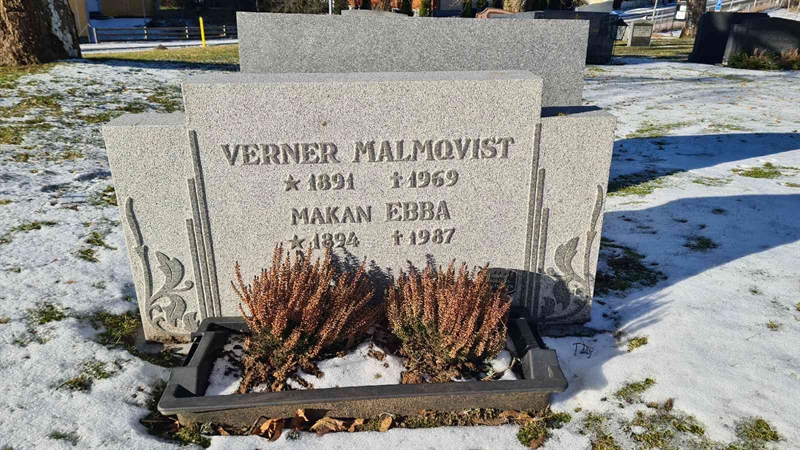 VERNER MALMQVIST
★ 1891 ✝ 1969
MAKAN EBBA
★ 1894 ✝ 1987